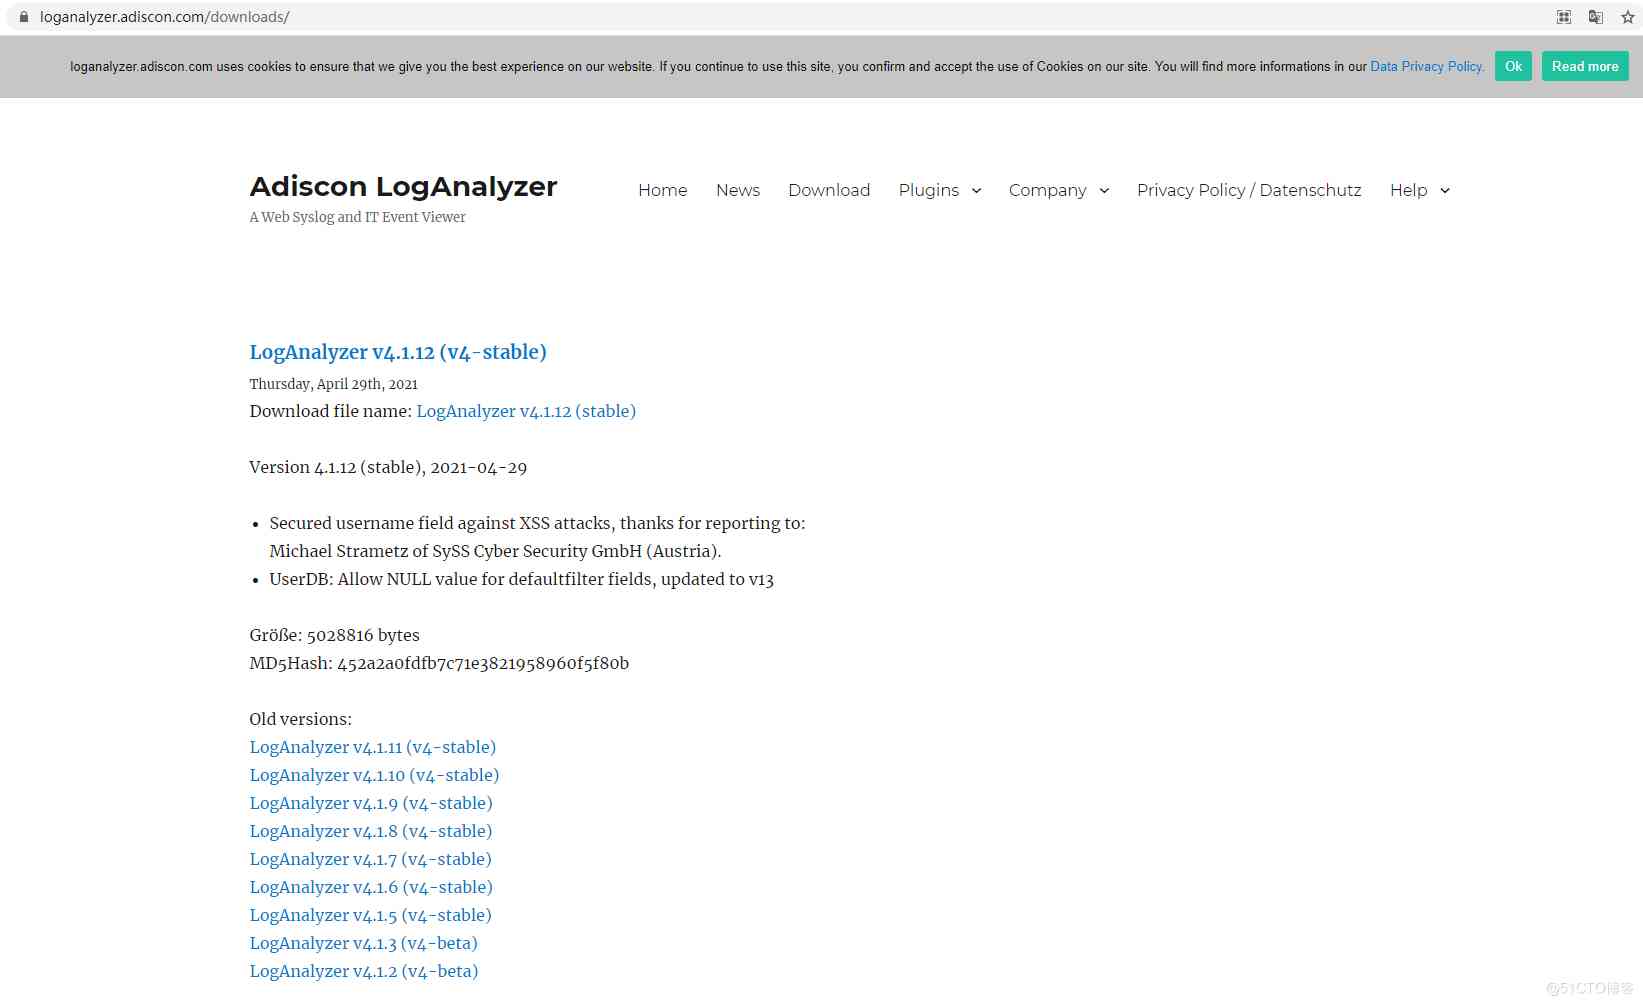 loganalyzer.adiscon.com/downloads/
loganalyzer.adiscon.com uses cookies to ensure that we give you the best experience on our website. If you continue to use this site, you confirm and accept the use of Cookies on our site. You will find more informations in our Data Privacy Policy. Ok Read more
Adiscon LogAnalyzer
A Web Syslog and IT Event Viewer
Home News Download Plugins Company Privacy Policy / Datenschutz Help
LogAnalyzer v4.1.12 (v4-stable)
Thursday, April 29th, 2021
Download file name: LogAnalyzer v4.1.12 (stable)
Version 4.1.12 (stable), 2021-04-29
• Secured username field against XSS attacks, thanks for reporting to:
Michael Strametz of SySS Cyber Security GmbH (Austria).
• UserDB: Allow NULL value for defaultfilter fields, updated to v13
Größe: 5028816 bytes
MD5Hash: 452a2a0fdfb7c71e3821958960f5f80b
Old versions:
LogAnalyzer v4.1.11 (v4-stable)
LogAnalyzer v4.1.10 (v4-stable)
LogAnalyzer v4.1.9 (v4-stable)
LogAnalyzer v4.1.8 (v4-stable)
LogAnalyzer v4.1.7 (v4-stable)
LogAnalyzer v4.1.6 (v4-stable)
LogAnalyzer v4.1.5 (v4-stable)
LogAnalyzer v4.1.3 (v4-beta)
LogAnalyzer v4.1.2 (v4-beta)
@51CTO博客